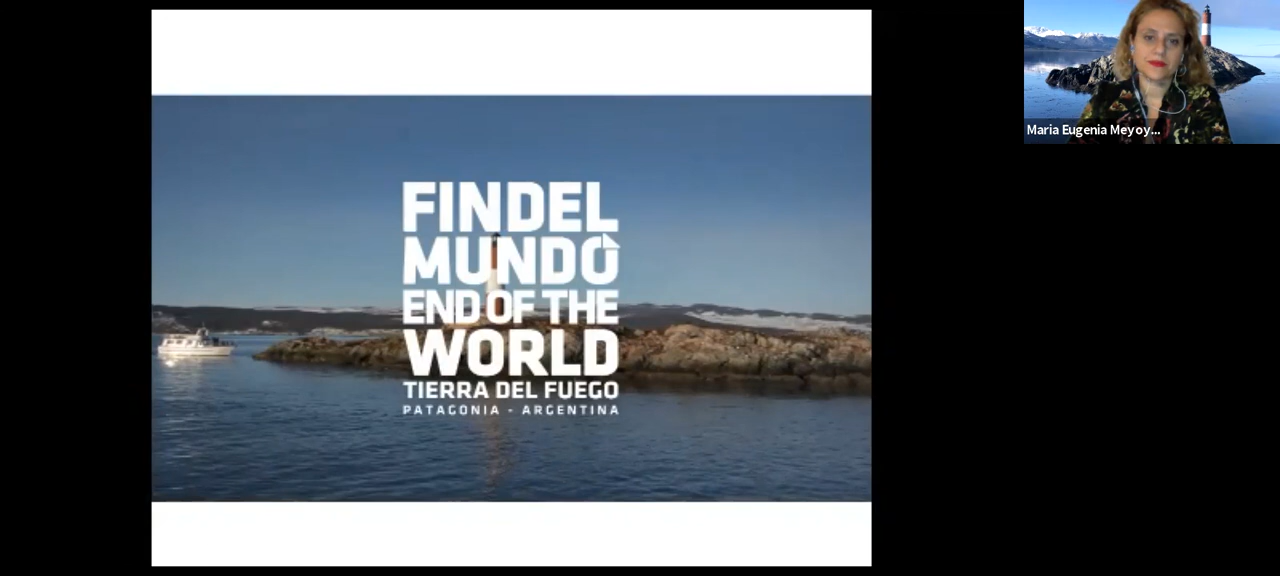 FINDEL
MUNDO
END OF THE
WORLD
TIERRA DEL FUEGO
PATAGONIA - ARGENTINA
Maria Eugenia Meyoy...